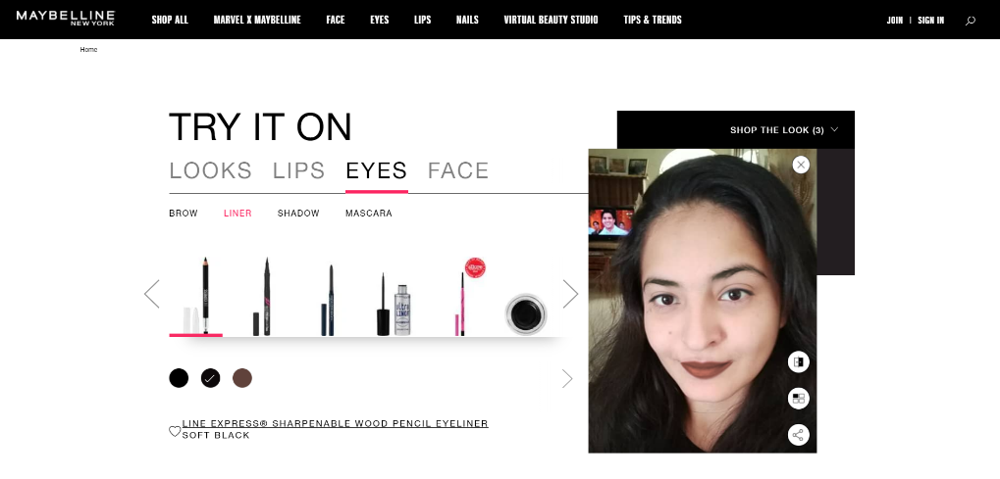 MAYBELLINE
NEW YORK
SHOP ALL
MARVEL X MAYBELLINE
FACE
EYES
LIPS
NAILS
VIRTUAL BEAUTY STUDIO
TIPS & TRENDS
JOIN | SIGN IN
Home
TRY IT ON
SHOP THE LOOK (3)
LOOKS
LIPS
EYES
FACE
BROW
LINER
SHADOW
MASCARA
LINE EXPRESS® SHARPENABLE WOOD PENCIL EYELINER
SOFT BLACK